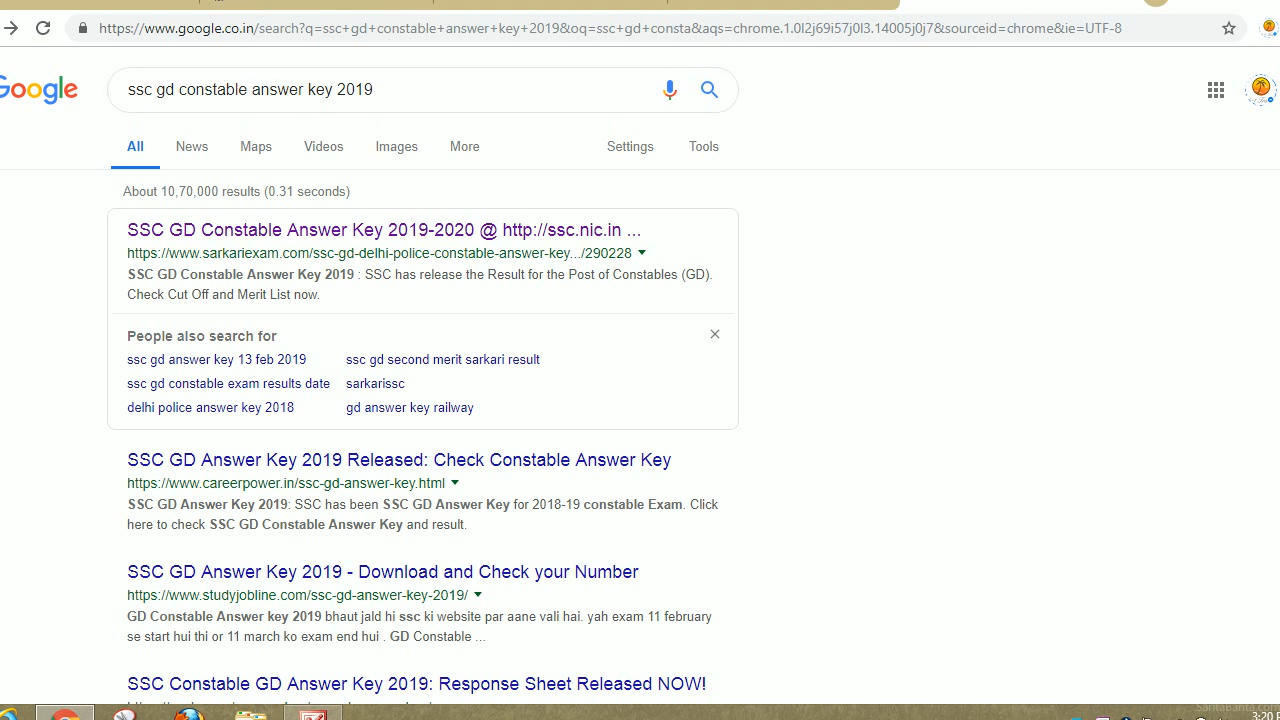 https://www.google.co.in/search?q=ssc+gd+constable+answer+key+2019&oq=ssc+gd+consta&aqs=chrome.1.0l2j69i57j0l3.14005j0j7&sourceid=chrome&ie=UTF-8
Google
ssc gd constable answer key 2019
All News Maps Videos Images More Settings Tools
About 10,70,000 results (0.31 seconds)
SSC GD Constable Answer Key 2019-2020 @ http://ssc.nic.in ...
https://www.sarkariexam.com/ssc-gd-delhi-police-constable-answer-key.../290228
SSC GD Constable Answer Key 2019 : SSC has release the Result for the Post of Constables (GD).
Check Cut Off and Merit List now.
People also search for
ssc gd answer key 13 feb 2019 ssc gd second merit sarkari result
ssc gd constable exam results date sarkarissc
delhi police answer key 2018 gd answer key railway
SSC GD Answer Key 2019 Released: Check Constable Answer Key
https://www.careerpower.in/ssc-gd-answer-key.html
SSC GD Answer Key 2019: SSC has been SSC GD Answer Key for 2018-19 constable Exam. Click
here to check SSC GD Constable Answer Key and result.
SSC GD Answer Key 2019 - Download and Check your Number
https://www.studyjobline.com/ssc-gd-answer-key-2019/
GD Constable Answer key 2019 bhaut jald hi ssc ki website par aane vali hai. yah exam 11 february
se start hui thi or 11 march ko exam end hui . GD Constable ...
SSC Constable GD Answer Key 2019: Response Sheet Released NOW!
SantaBanta.com
3:20